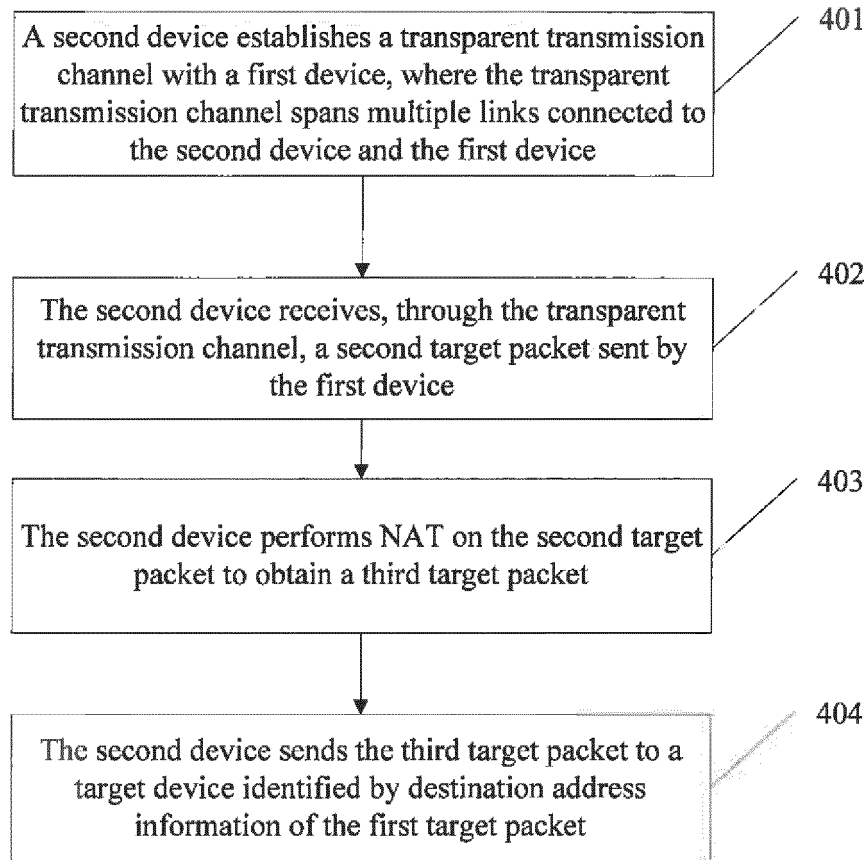 401
A second device establishes a transparent transmission
channel with a first device, where the transparent
transmission channel spans multiple links connected to
the second device and the first device
402
The second device receives, through the transparent
transmission channel, a second target packet sent by
the first device
403
The second device performs NAT on the second target
packet to obtain a third target packet
404
The second device sends the third target packet to a
target device identified by destination address
information of the first target packet